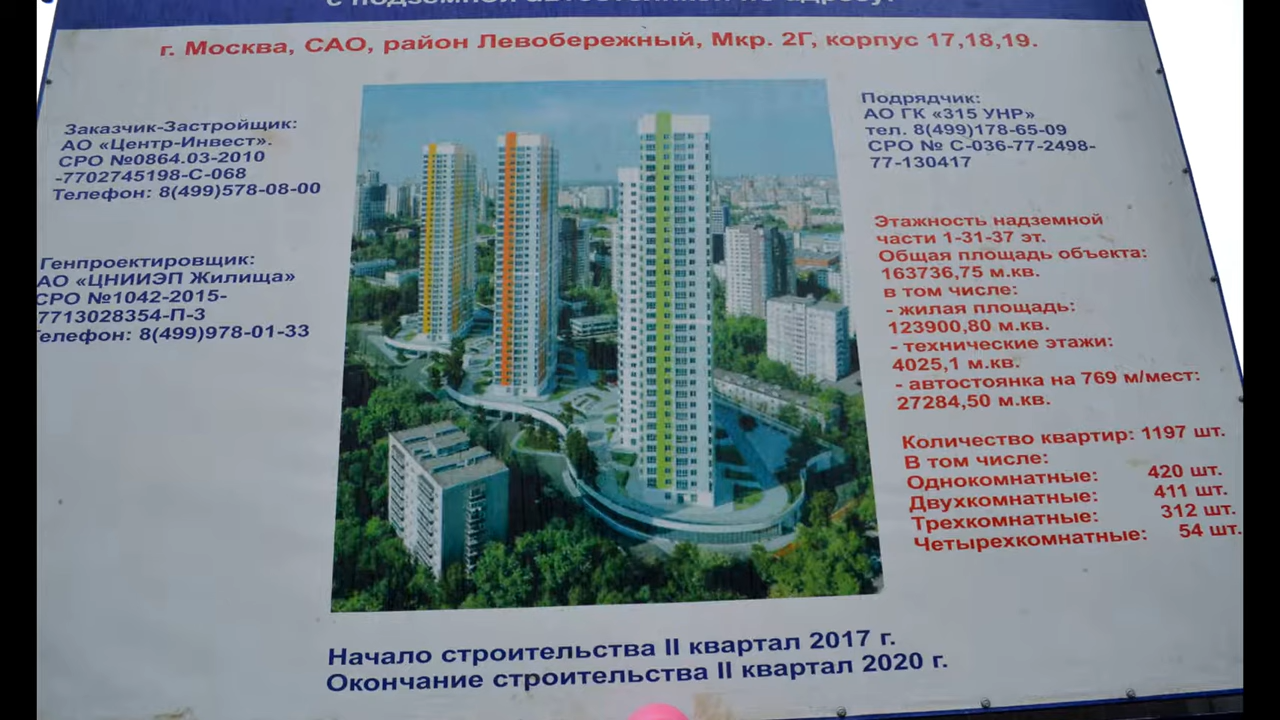 с подземной автостоянкой по адресу:
г. Москва, САО, район Левобережный, Мкр. 2Г, корпус 17,18,19.
Заказчик-Застройщик:
АО «Центр-Инвест».
СРО №0864.03-2010
-7702745198-С-068
Телефон: 8(499)578-08-00
Генпроектировщик:
АО «ЦНИИЭП Жилища»
СРО №1042-2015-
7713028354-П-3
Телефон: 8(499)978-01-33
Подрядчик:
АО ГК «315 УНР»
тел. 8(499)178-65-09
СРО № С-036-77-2498-
77-130417
Этажность надземной
части 1-31-37 эт.
Общая площадь объекта:
163736,75 м.кв.
в том числе:
- жилая площадь:
123900,80 м.кв.
- технические этажи:
4025,1 м.кв.
- автостоянка на 769 м/мест:
27284,50 м.кв.
Количество квартир: 1197 шт.
В том числе:
Однокомнатные: 420 шт.
Двухкомнатные: 411 шт.
Трехкомнатные: 312 шт.
Четырехкомнатные: 54 шт.
Начало строительства II квартал 2017 г.
Окончание строительства II квартал 2020 г.